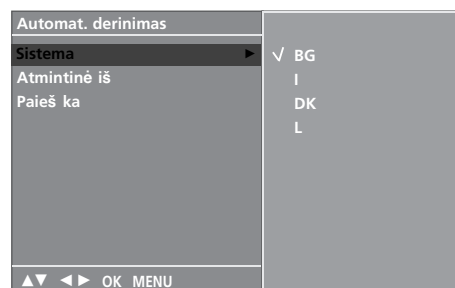 Automat. derinimas
Sistema ► √ BG
Atmintinė iš I
Paieš ka DK
L
▲▼ ◄► OK MENU